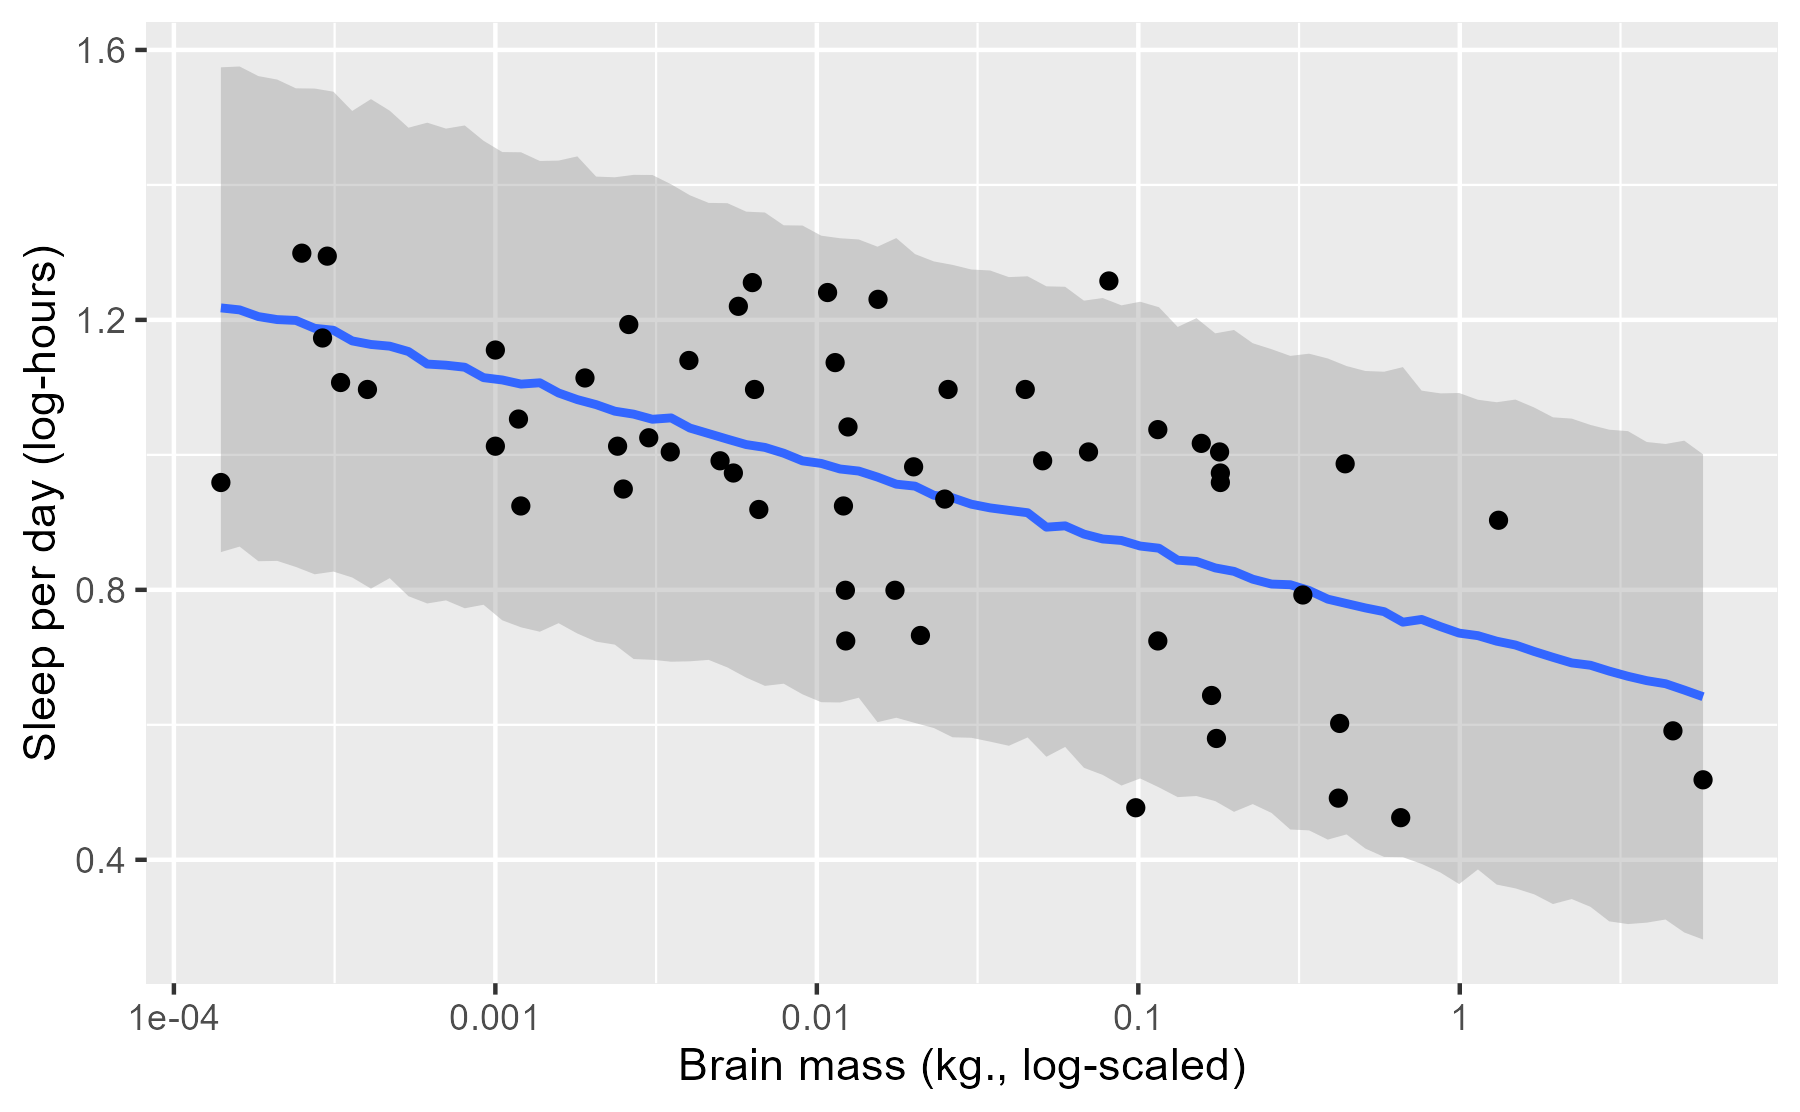 1.6
1.2
0.8
0.4
Sleep per day (log-hours)
1e-04 0.001 0.01 0.1 1
Brain mass (kg., log-scaled)